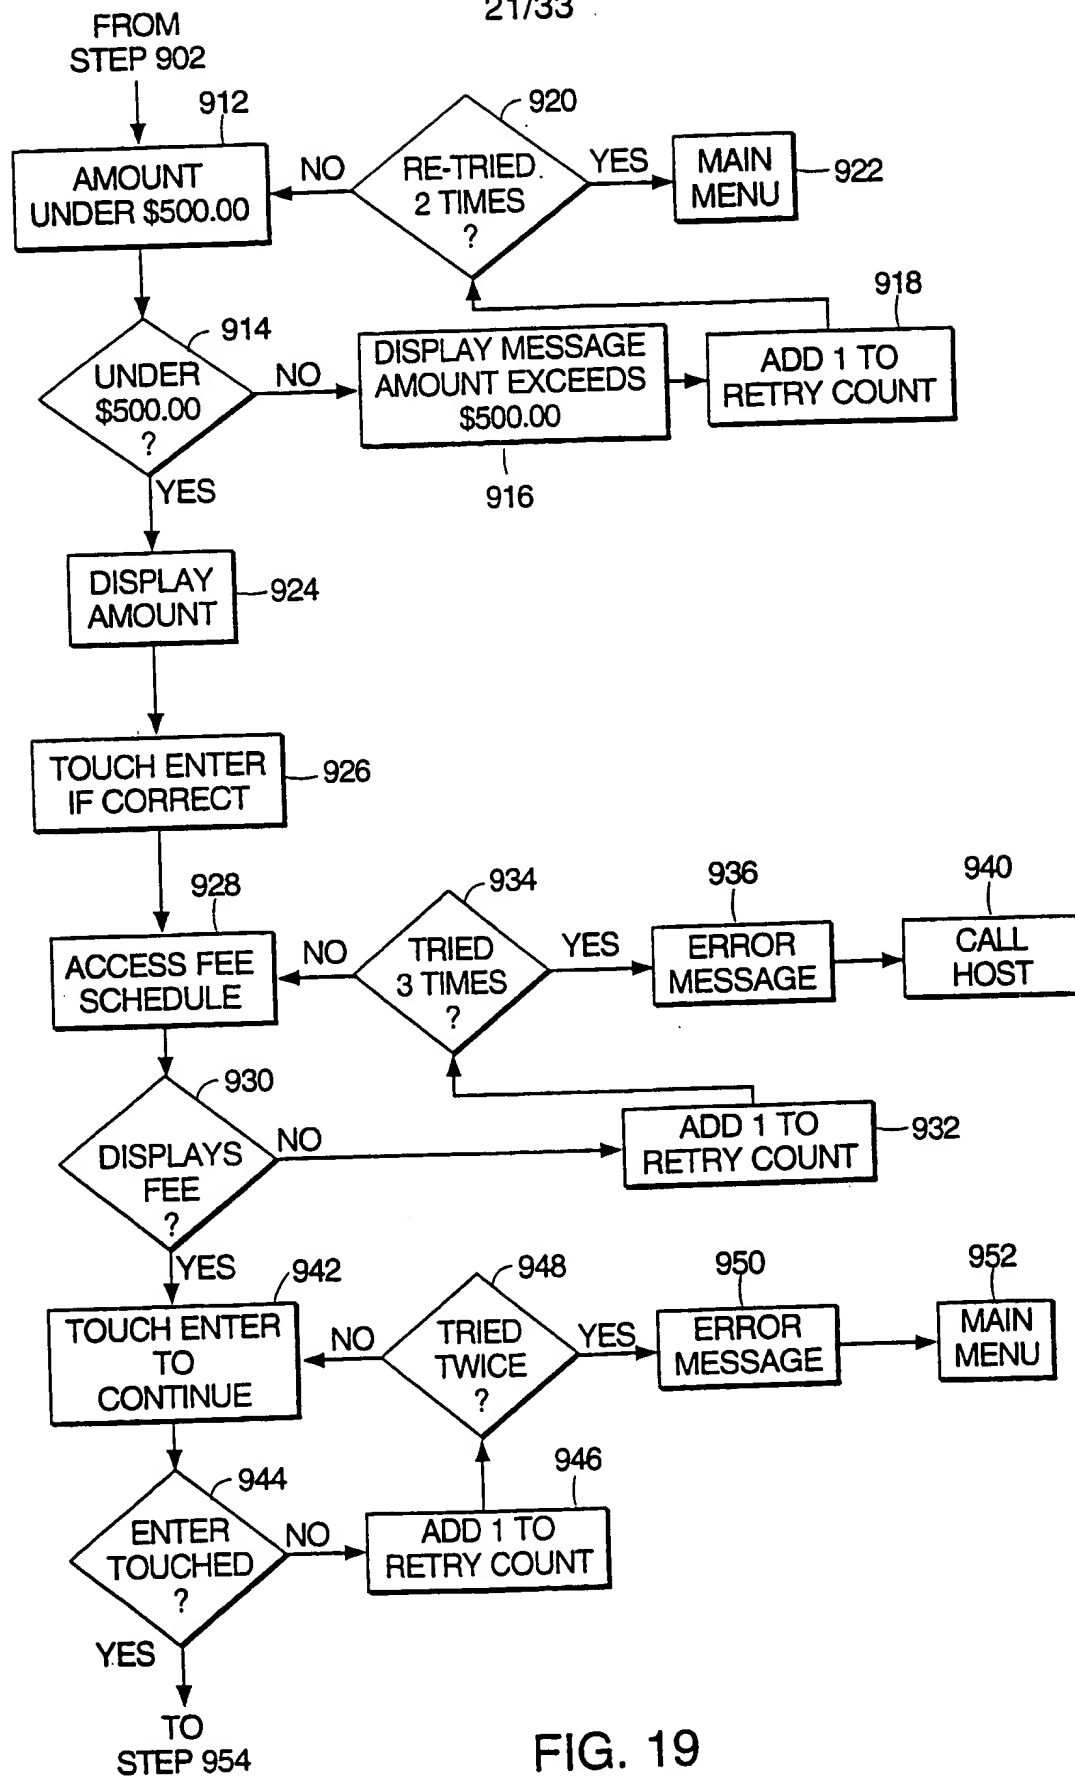 21/33
FROM
STEP 902
912
AMOUNT
UNDER $500.00
NO
920
RE-TRIED
2 TIMES
?
YES
MAIN
MENU
922
914
UNDER
$500.00
?
NO
DISPLAY MESSAGE
AMOUNT EXCEEDS
$500.00
916
918
ADD 1 TO
RETRY COUNT
YES
DISPLAY
AMOUNT
924
TOUCH ENTER
IF CORRECT
926
928
ACCESS FEE
SCHEDULE
NO
934
TRIED
3 TIMES
?
YES
936
ERROR
MESSAGE
940
CALL
HOST
930
DISPLAYS
FEE
?
NO
ADD 1 TO
RETRY COUNT
932
YES
942
TOUCH ENTER
TO
CONTINUE
NO
948
TRIED
TWICE
?
YES
950
ERROR
MESSAGE
952
MAIN
MENU
944
ENTER
TOUCHED
?
NO
946
ADD 1 TO
RETRY COUNT
YES
TO
STEP 954
FIG. 19